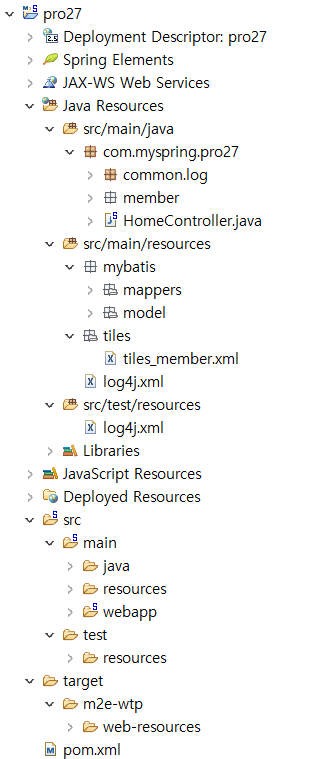 pro27
Deployment Descriptor: pro27
Spring Elements
JAX-WS Web Services
Java Resources
src/main/java
com.myspring.pro27
common.log
member
HomeController.java
src/main/resources
mybatis
mappers
model
tiles
tiles_member.xml
log4j.xml
src/test/resources
log4j.xml
Libraries
JavaScript Resources
Deployed Resources
src
main
java
resources
webapp
test
resources
target
m2e-wtp
web-resources
pom.xml